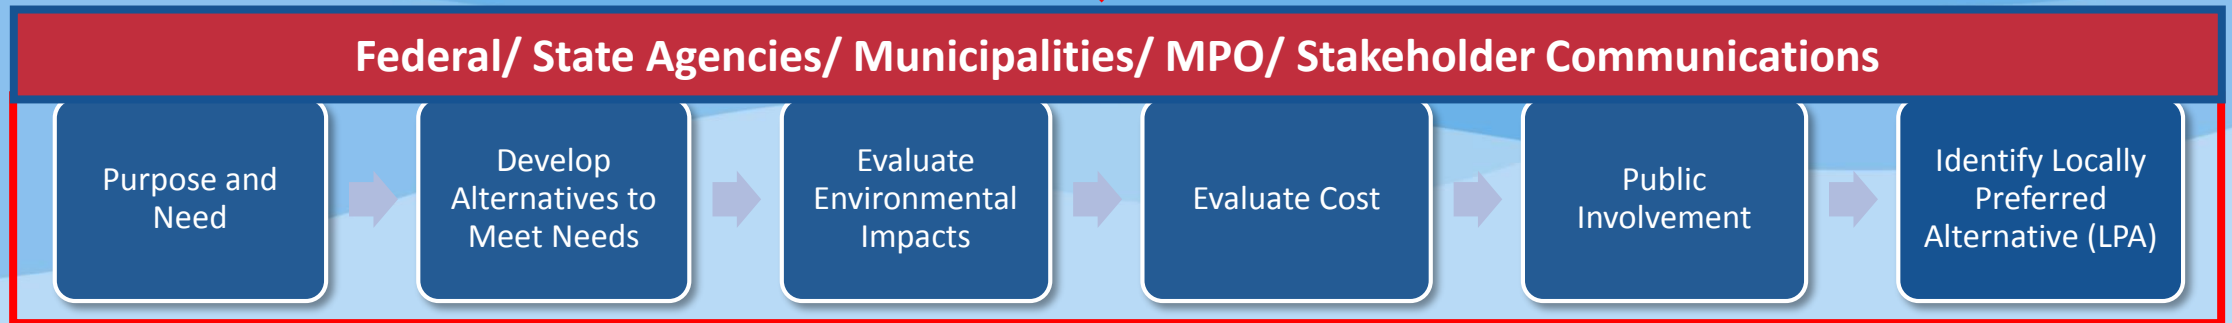 Federal/ State Agencies/ Municipalities/ MPO/ Stakeholder Communications
Purpose and
Need
Develop
Alternatives to
Meet Needs
Evaluate
Environmental
Impacts
Evaluate Cost
Public
Involvement
Identify Locally
Preferred
Alternative (LPA)